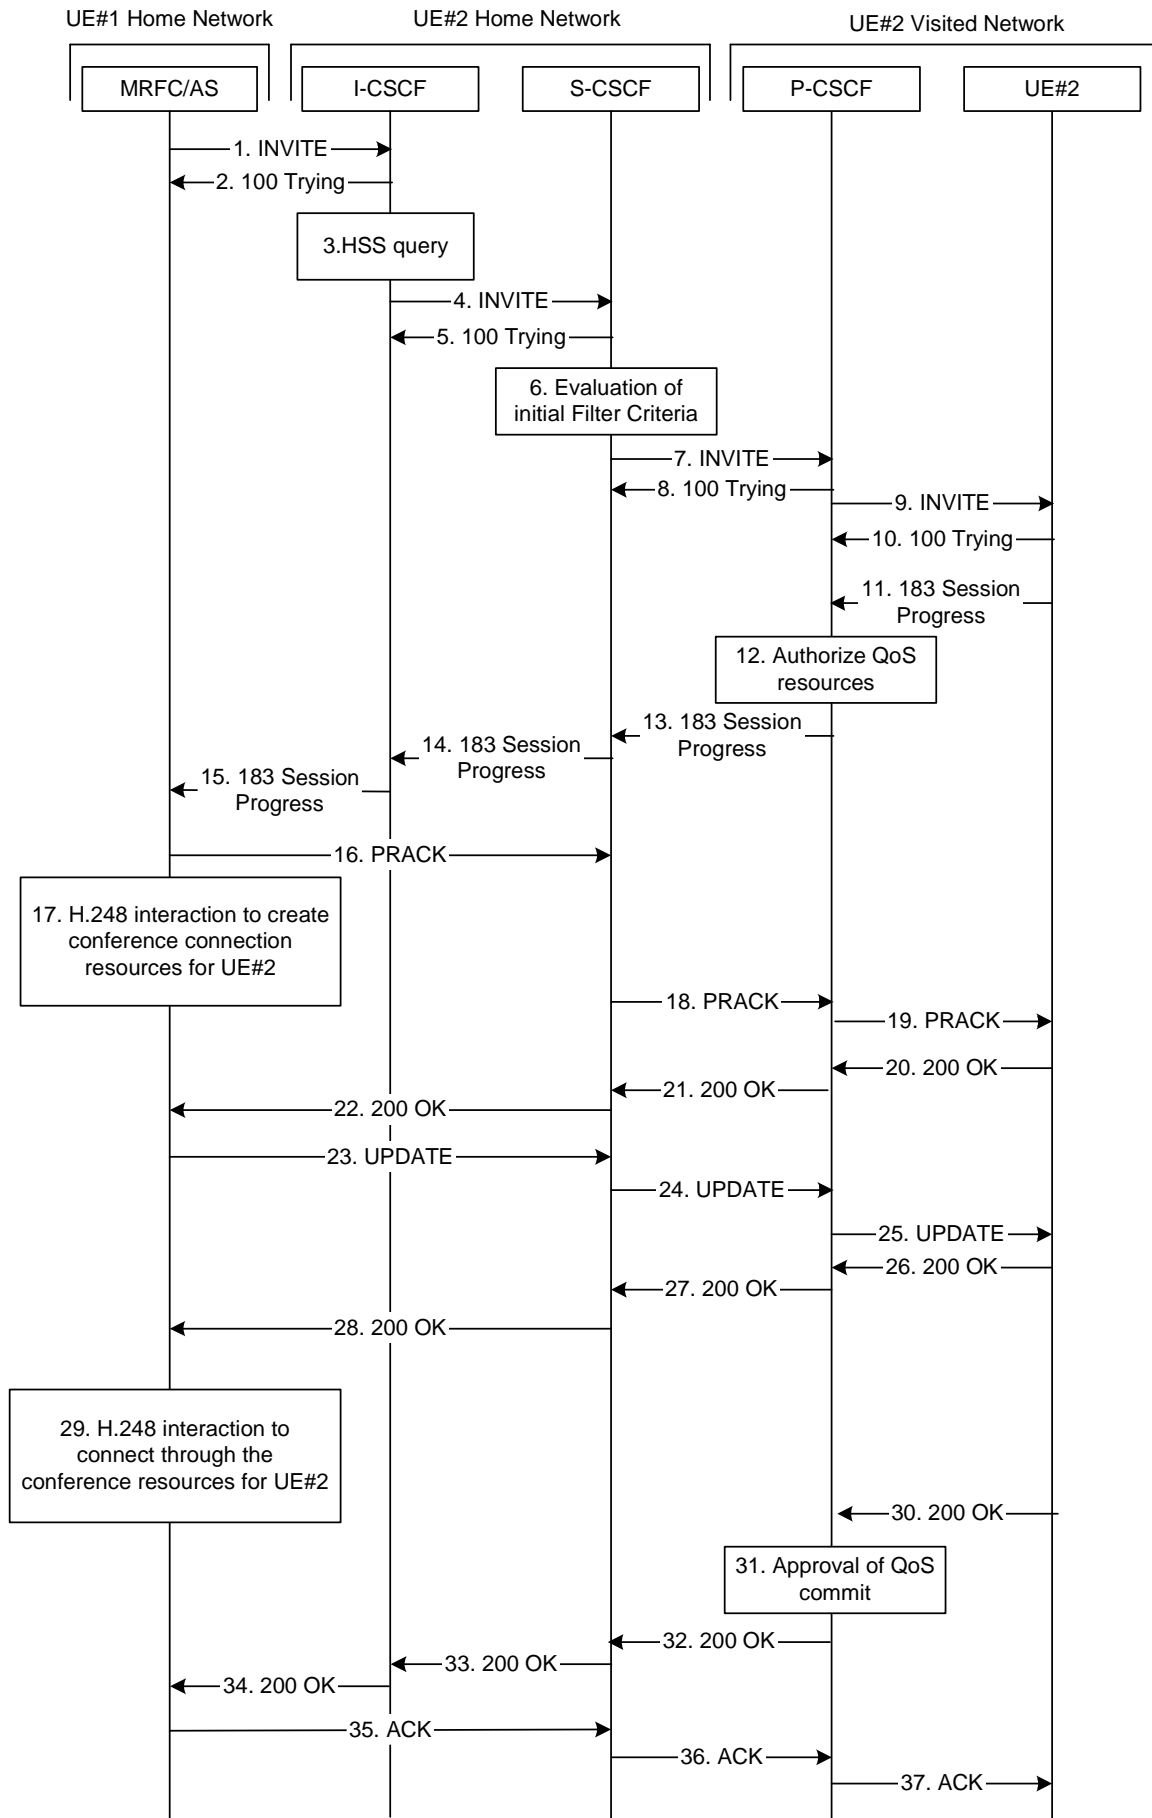 UE#1 Home Network
UE#2 Home Network
UE#2 Visited Network
MRFC/AS
I-CSCF
S-CSCF
P-CSCF
UE#2
1. INVITE
2. 100 Trying
3.HSS query
4. INVITE
5. 100 Trying
6. Evaluation of
initial Filter Criteria
7. INVITE
8. 100 Trying
9. INVITE
10. 100 Trying
11. 183 Session
Progress
12. Authorize QoS
resources
13. 183 Session
Progress
14. 183 Session
Progress
15. 183 Session
Progress
16. PRACK
17. H.248 interaction to create
conference connection
resources for UE#2
18. PRACK
19. PRACK
20. 200 OK
21. 200 OK
22. 200 OK
23. UPDATE
24. UPDATE
25. UPDATE
26. 200 OK
27. 200 OK
28. 200 OK
29. H.248 interaction to
connect through the
conference resources for UE#2
30. 200 OK
31. Approval of QoS
commit
32. 200 OK
33. 200 OK
34. 200 OK
35. ACK
36. ACK
37. ACK